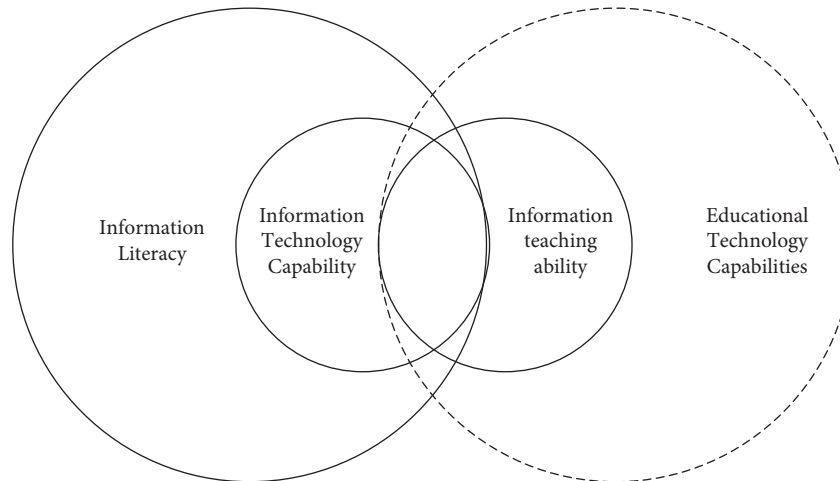 Information
Literacy
Information
Technology
Capability
Information
teaching
ability
Educational
Technology
Capabilities